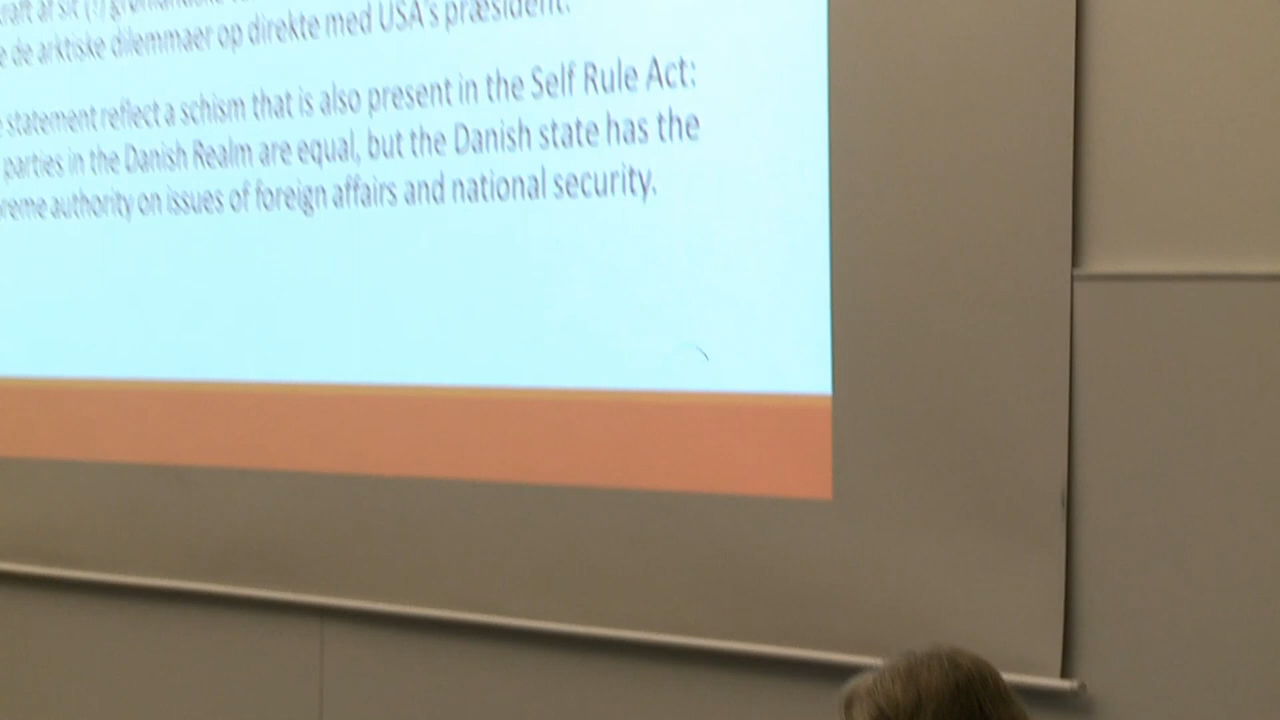 kraft af sit (!) grønlandske
de arktiske dilemmaer op direkte med USA's præsident.
statement reflect a schism that is also present in the Self Rule Act:
parties in the Danish Realm are equal, but the Danish state has the
reme authority on issues of foreign affairs and national security.